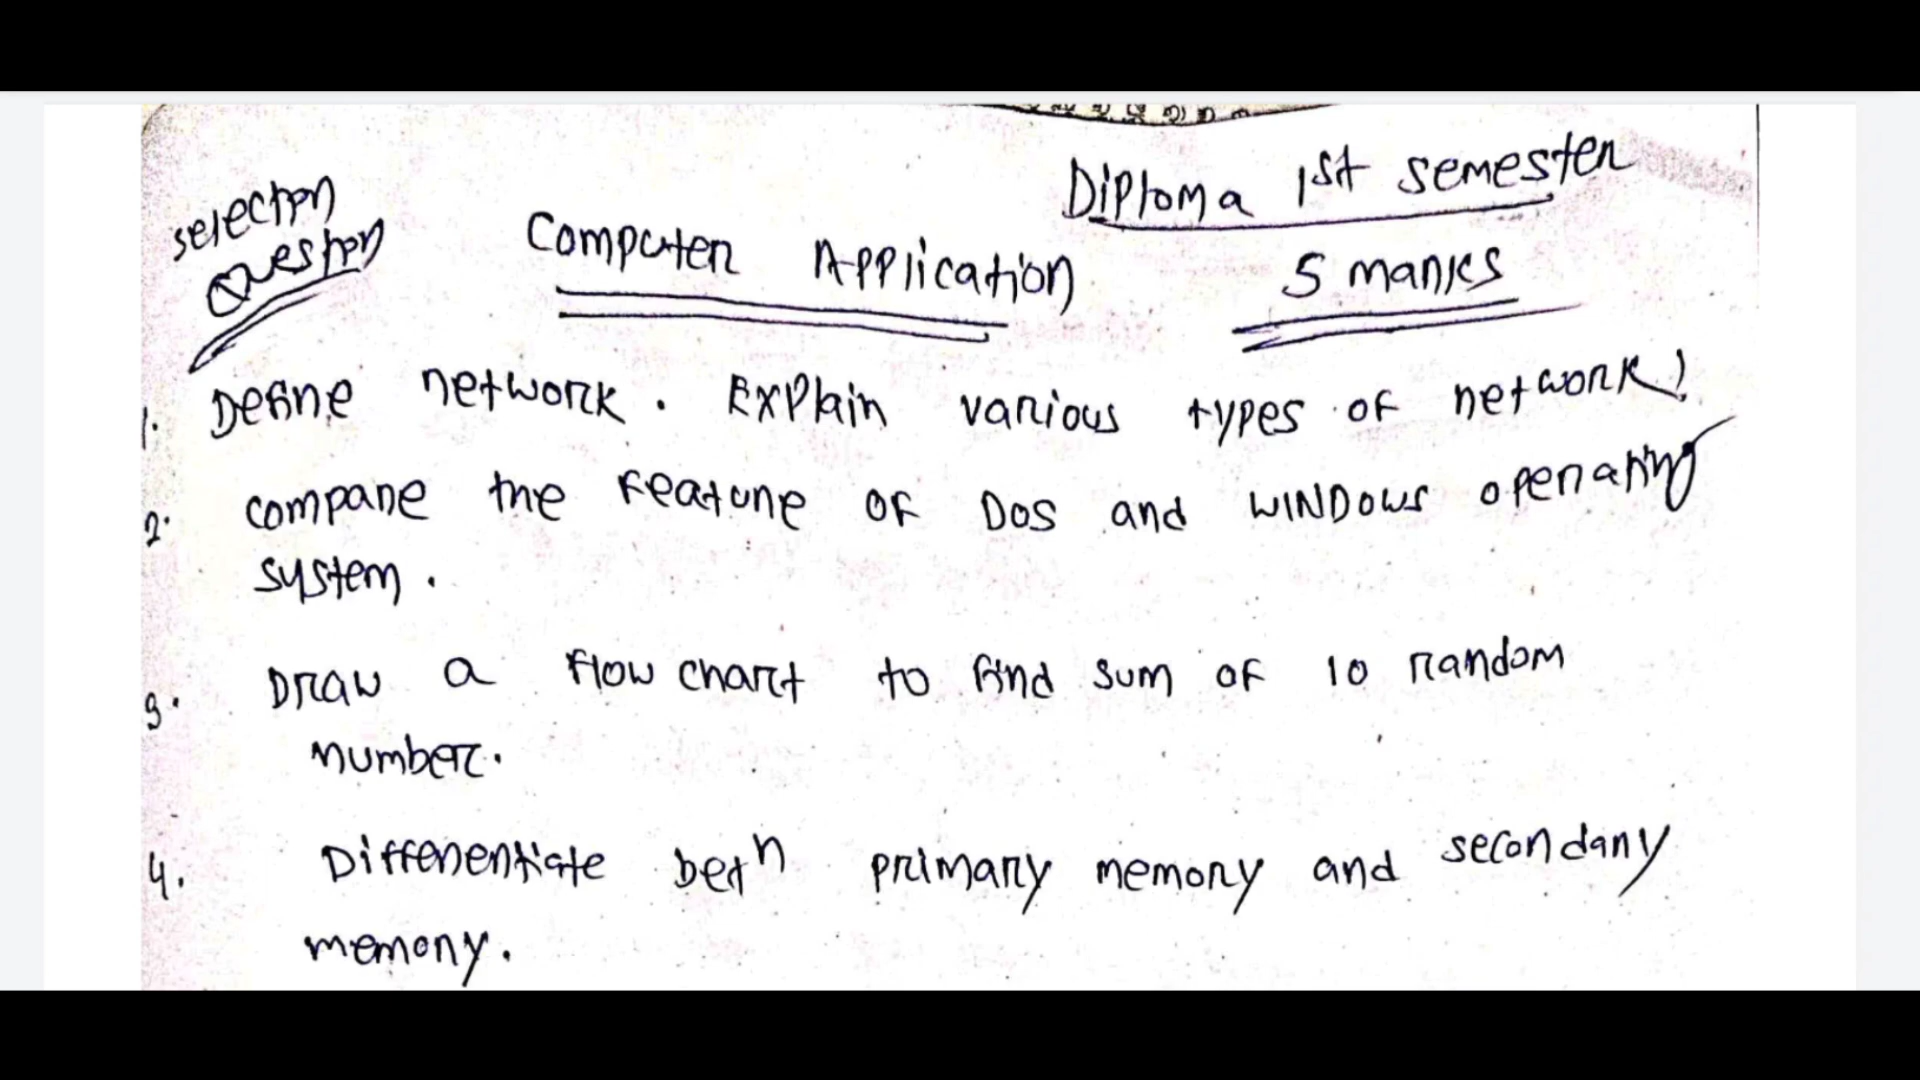 Diploma 1st semester
selection
Question
Computer Application
5 marks
1. Define network. Explain various types of network?
2. compare the feature of DOS and WINDOWS operating
system.
3. Draw a flow chart to find sum of 10 random
number.
4. Differentiate betn primary memory and secondary
memory.